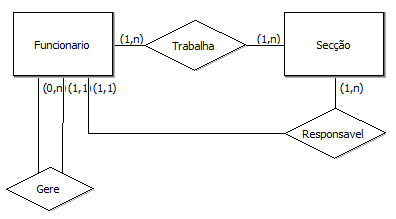 Funcionario
(1,n)
Trabalha
(1,n)
Secção
(0,n)
(1,1)
(1,1)
(1,n)
Responsavel
Gere